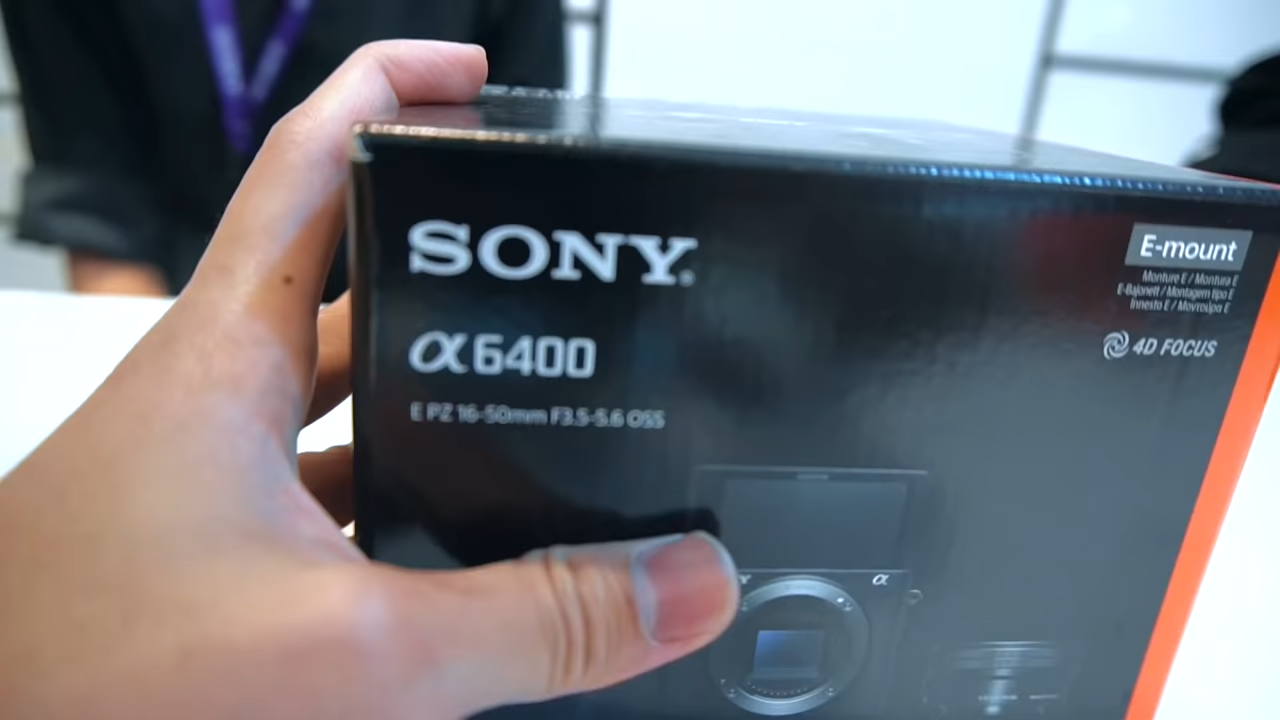 SONY
α6400
E PZ 16-50mm F3.5-5.6 OSS
E-mount
Monture E / Montura E
E-Bajonett / Montagem tipo E
Innesto E / Μοντούρα E
4D FOCUS
α